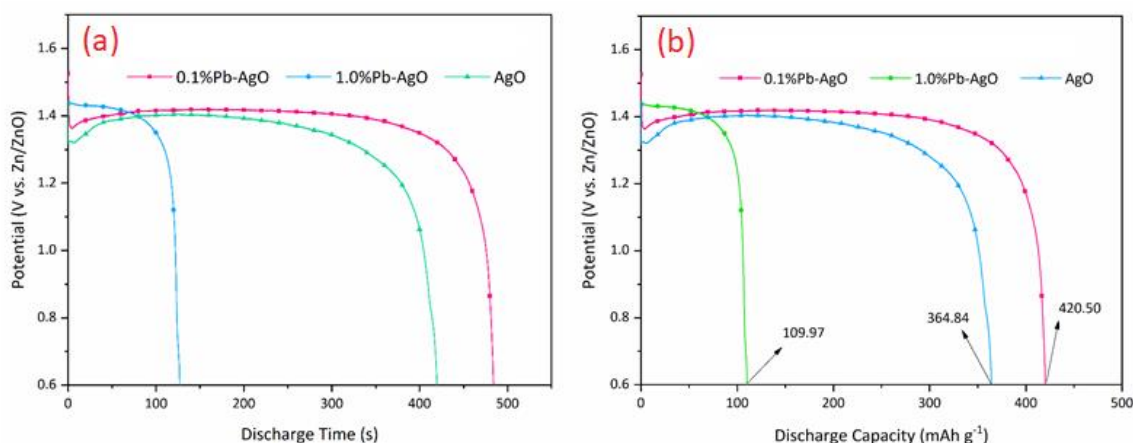 (a)
0.1%Pb-AgO 1.0%Pb-AgO AgO
Potential (V vs. Zn/ZnO)
1.6
1.4
1.2
1.0
0.8
0.6
0 100 200 300 400 500
Discharge Time (s)
(b)
0.1%Pb-AgO 1.0%Pb-AgO AgO
Potential (V vs. Zn/ZnO)
1.6
1.4
1.2
1.0
0.8
0.6
109.97
364.84
420.50
0 100 200 300 400 500
Discharge Capacity (mAh g⁻¹)